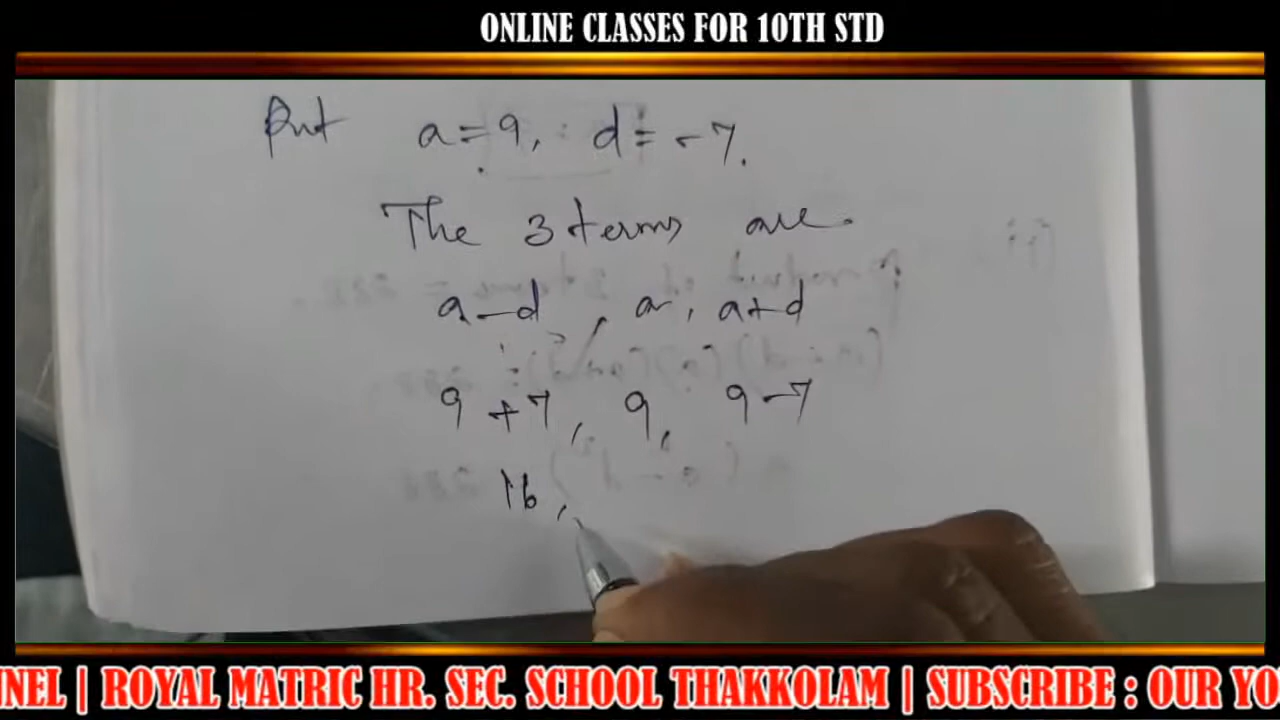 ONLINE CLASSES FOR 10TH STD
Put a = 9, d = -7.
The 3 terms are.
a - d , a, a + d
9 + 7, 9, 9 - 7
16,
NNEL | ROYAL MATRIC HR. SEC. SCHOOL THAKKOLAM | SUBSCRIBE : OUR YO